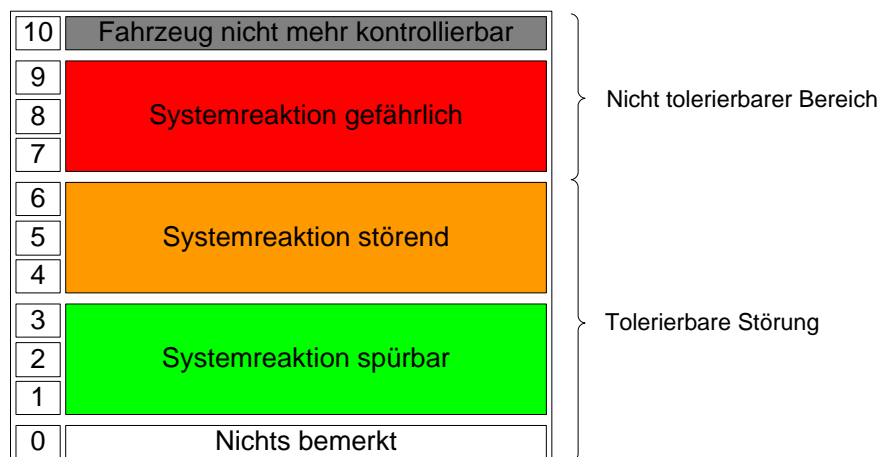 10 Fahrzeug nicht mehr kontrollierbar
9
8 Systemreaktion gefährlich
7
Nicht tolerierbarer Bereich
6
5 Systemreaktion störend
4
3
2 Systemreaktion spürbar
1
0 Nichts bemerkt
Tolerierbare Störung